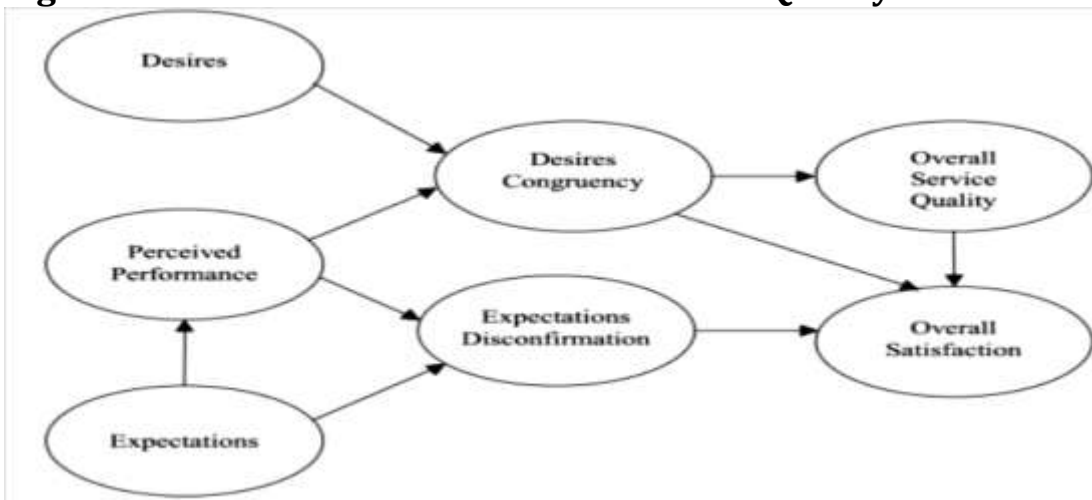 Desires
Desires
Congruency
Overall
Service
Quality
Perceived
Performance
Expectations
Disconfirmation
Overall
Satisfaction
Expectations